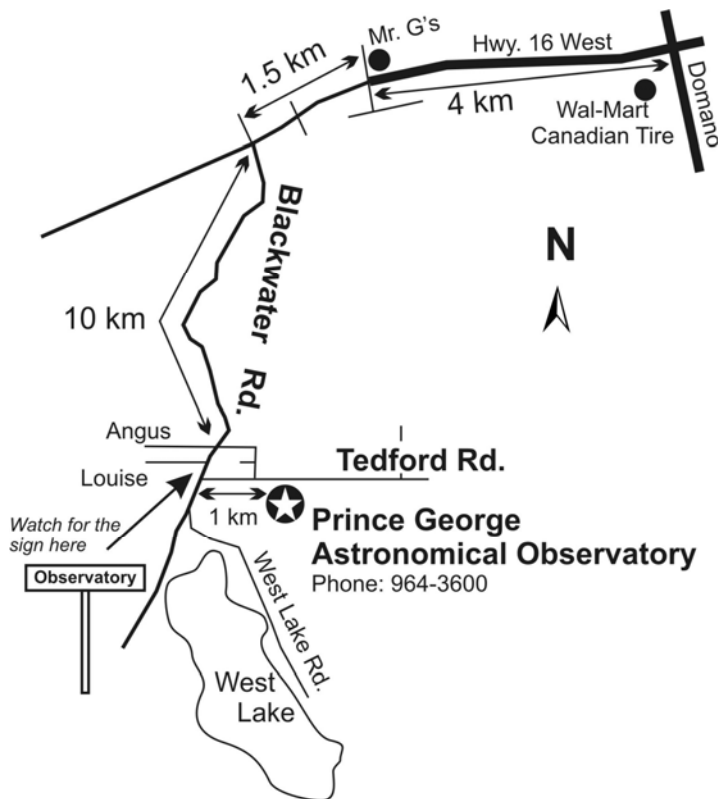 Mr. G's
Hwy. 16 West
1.5 km
4 km
Domano
Wal-Mart
Canadian Tire
N
Blackwater Rd.
10 km
Angus
Tedford Rd.
Louise
1 km
Watch for the
sign here
Prince George
Astronomical Observatory
Phone: 964-3600
Observatory
West Lake Rd.
West
Lake